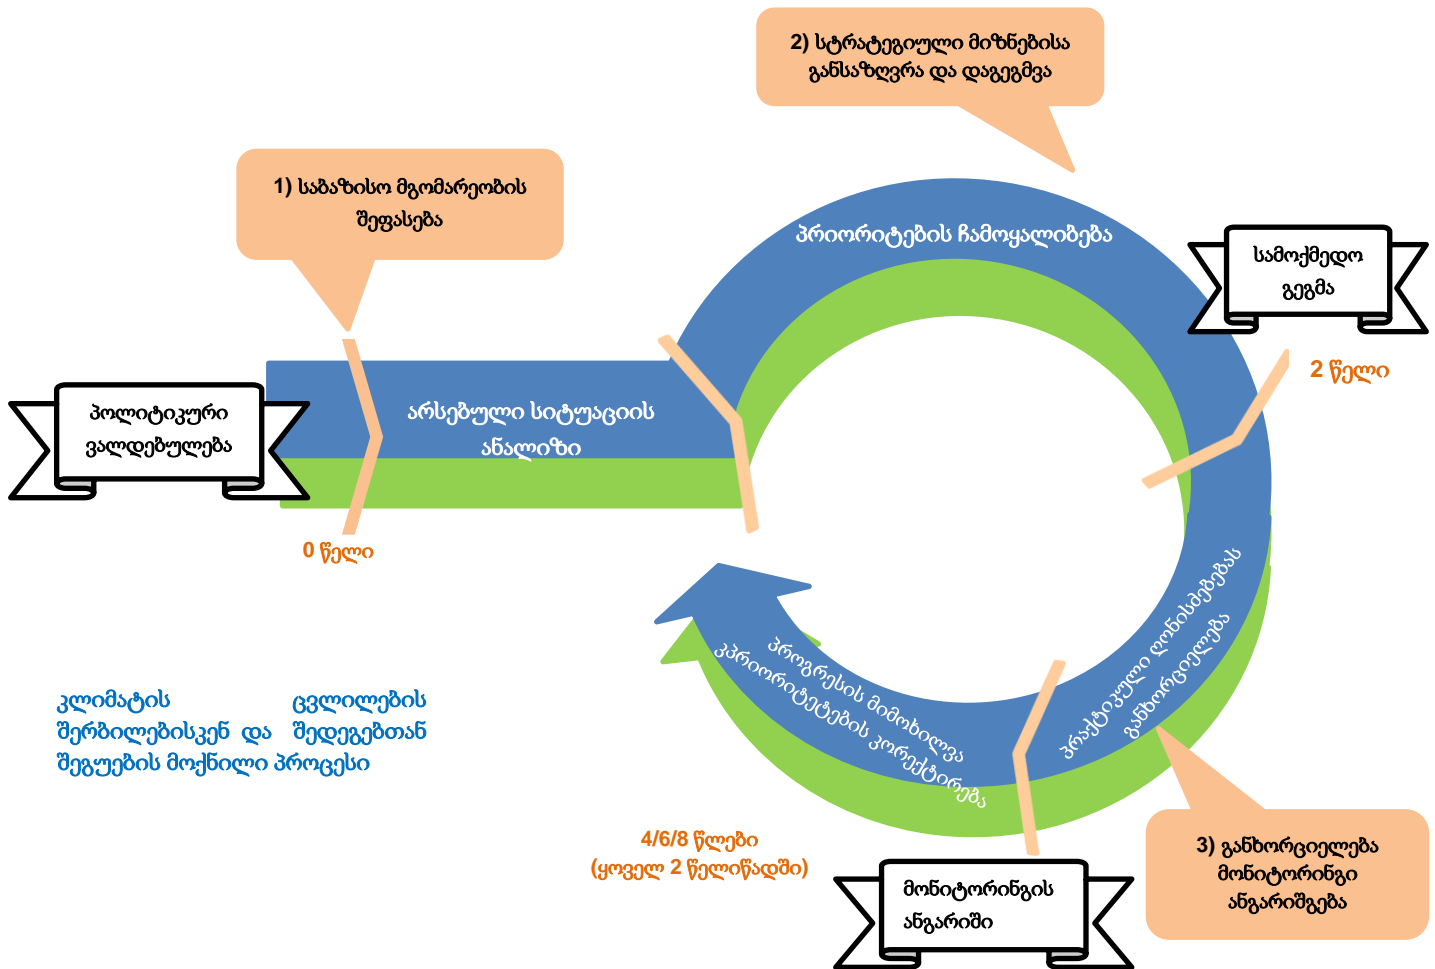 2) სტრატეგიული მიზნებისა
განსაზღვრა და დაგეგმვა
1) საბაზისო მგომარეობის
შეფასება
პრიორიტების ჩამოყალიბება
სამოქმედო
გეგმა
2 წელი
პოლიტიკური
ვალდებულება
არსებული სიტუაციის
ანალიზი
0 წელი
პრაქტიკული ღონისძებებას
განხორციელება
პროგრესის მიმოხილვა
კპრიორიტეტების კორექტირება
კლიმატის ცვლილების
შერბილებისკენ და შედეგებთან
შეგუების მოქნილი პროცესი
4/6/8 წლები
(ყოველ 2 წელიწადში)
მონიტორინგის
ანგარიში
3) განხორციელება
მონიტორინგი
ანგარიშგება